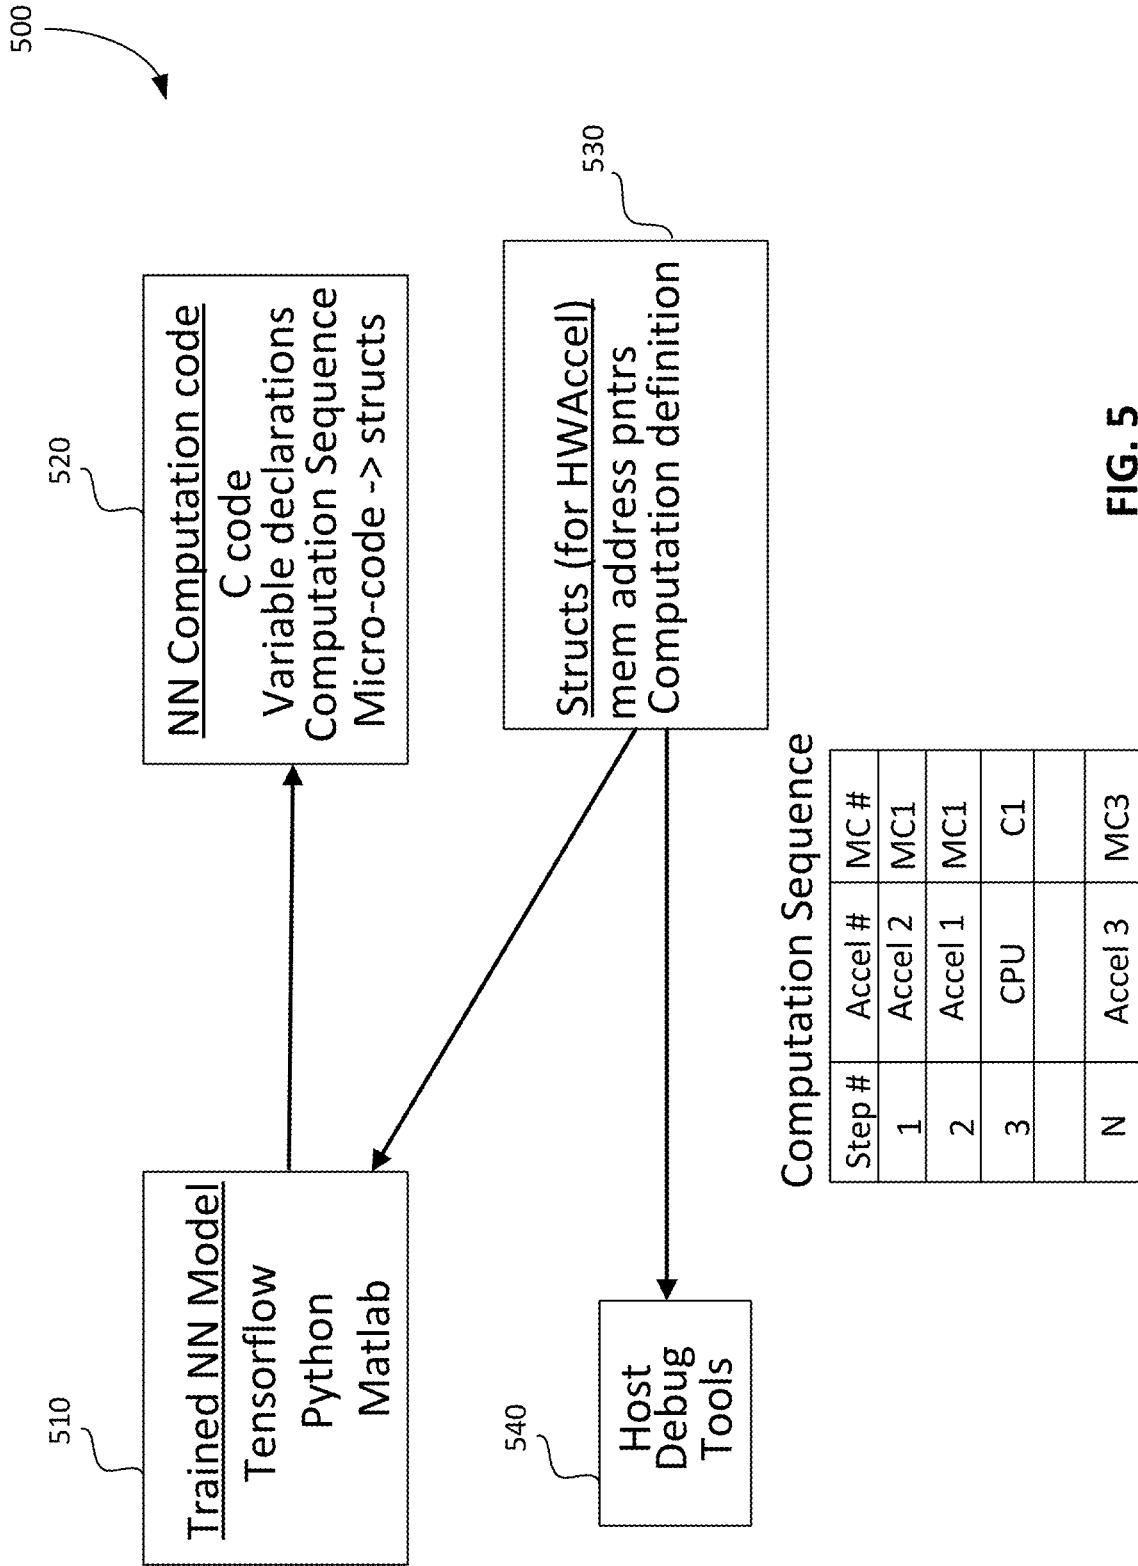 500
510
Trained NN Model
Tensorflow
Python
Matlab
520
NN Computation code
C code
Variable declarations
Computation Sequence
Micro-code -> structs
530
Structs (for HWAccel)
mem address pntrs
Computation definition
540
Host
Debug
Tools
Computation Sequence
Step # Accel # MC #
1 Accel 2 MC1
2 Accel 1 MC1
3 CPU C1
N Accel 3 MC3
FIG. 5